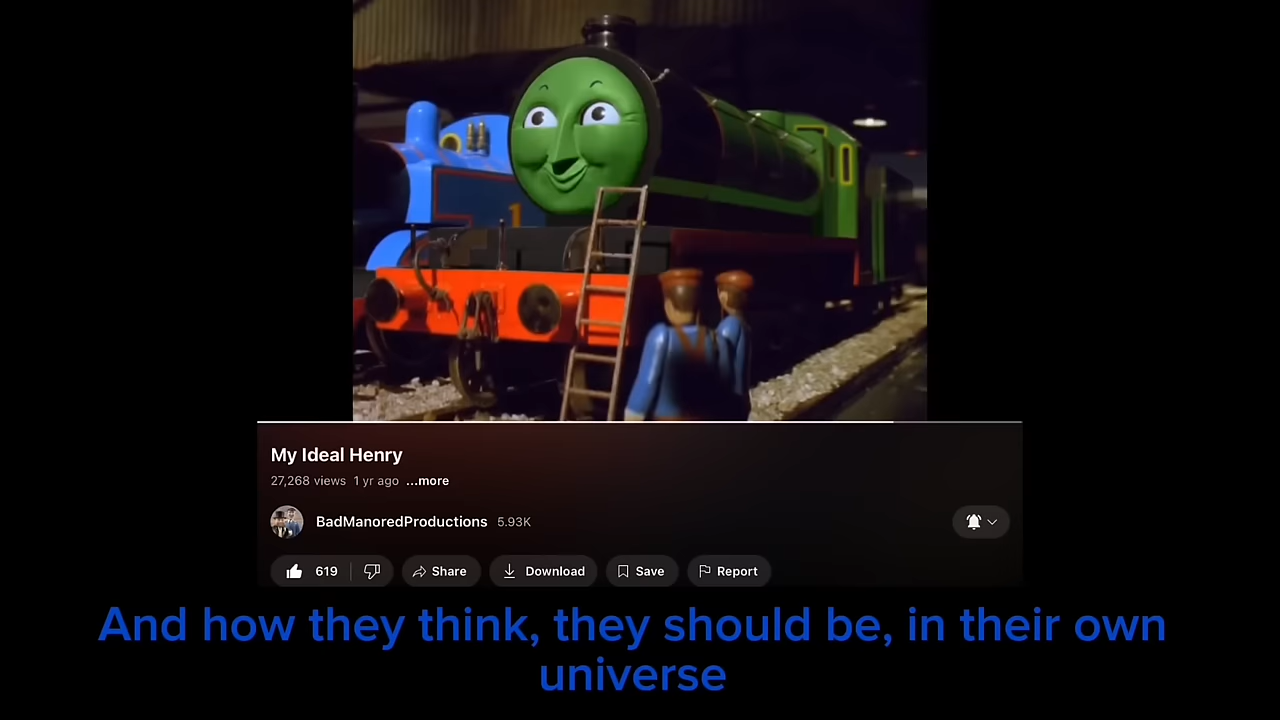 1
My Ideal Henry
27,268 views 1 yr ago ...more
BadManoredProductions 5.93K
619 Share Download Save Report
And how they think, they should be, in their own
universe